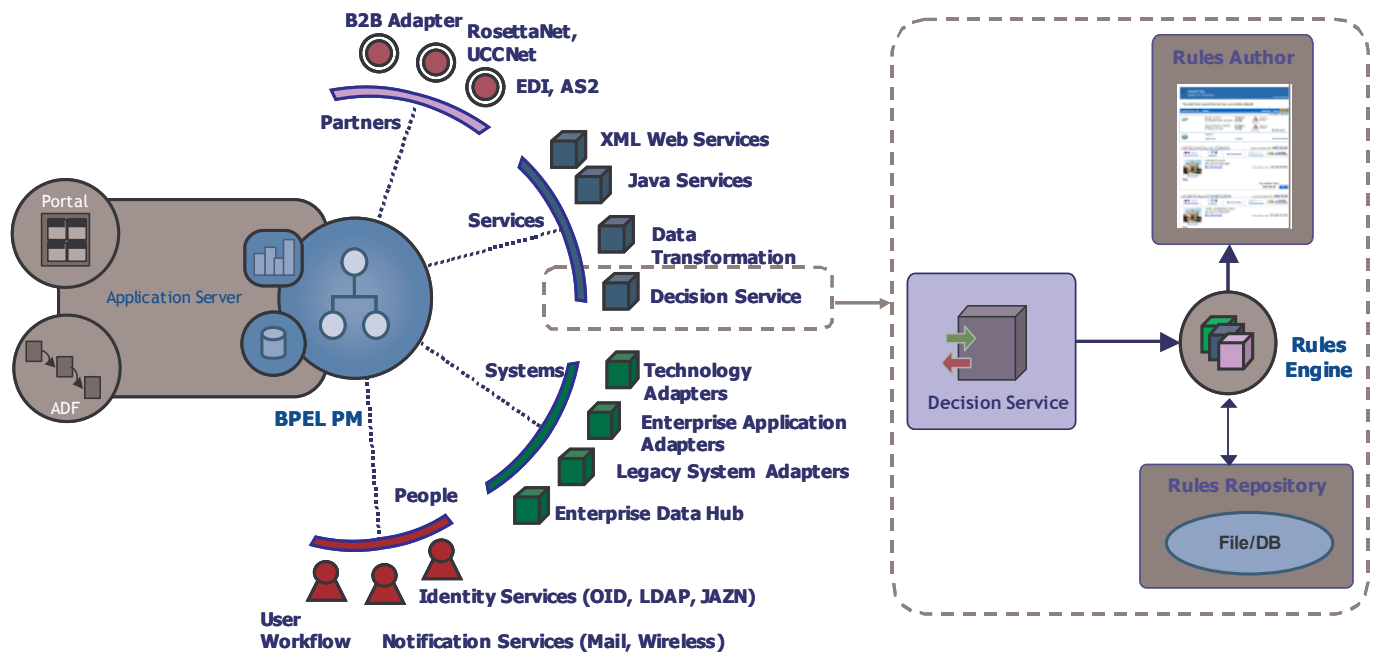 B2B Adapter
RosettaNet,
UCCNet
EDI, AS2
Partners
XML Web Services
Java Services
Services
Data
Transformation
Decision Service
Portal
Application Server
ADF
BPEL PM
Systems
Technology
Adapters
Enterprise Application
Adapters
Legacy System Adapters
Enterprise Data Hub
People
Identity Services (OID, LDAP, JAZN)
User
Workflow
Notification Services (Mail, Wireless)
Rules Author
Decision Service
Rules
Engine
Rules Repository
File/DB